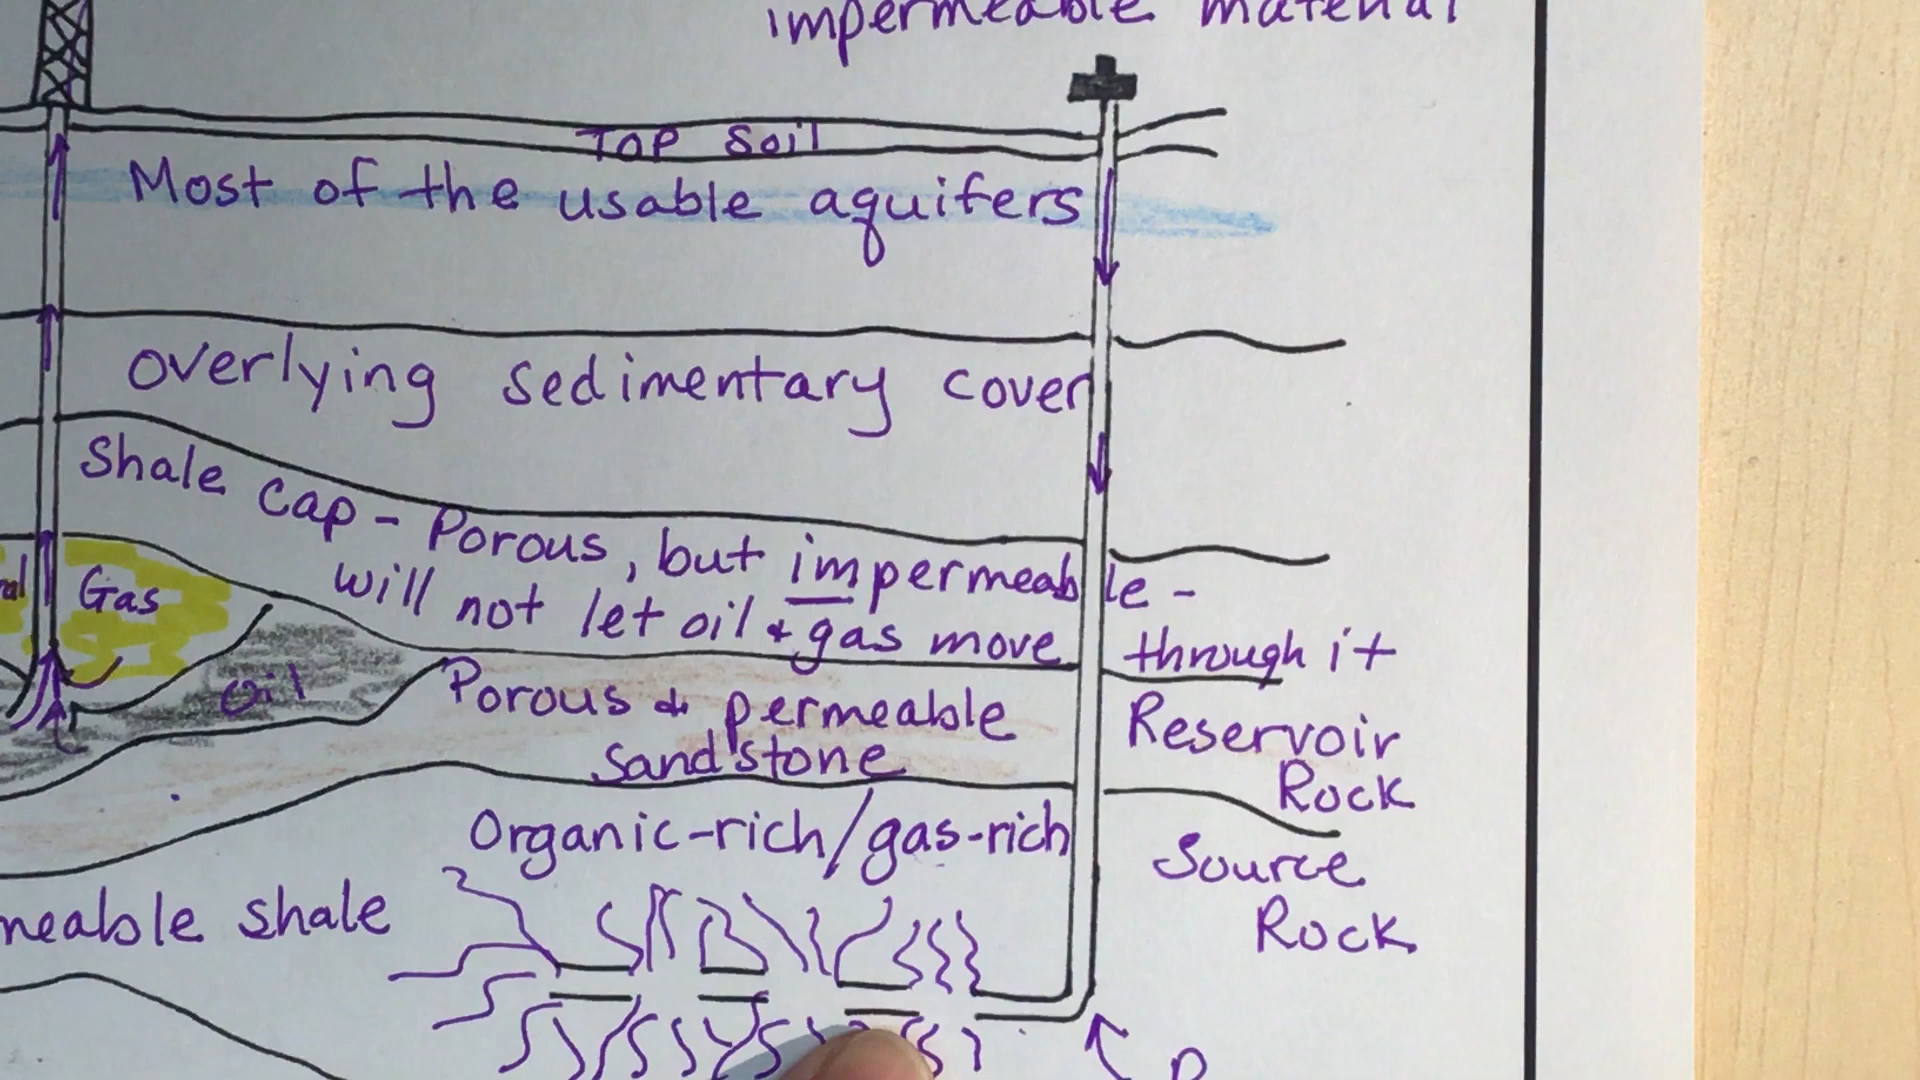 impermeable material
TOP Soil
Most of the usable aquifers
overlying sedimentary cover
Shale cap - Porous, but impermeable -
will not let oil & gas move through it
Gas
oil
Porous & permeable
sandstone
Reservoir
Rock
Organic-rich/gas-rich
Source
Rock
shale